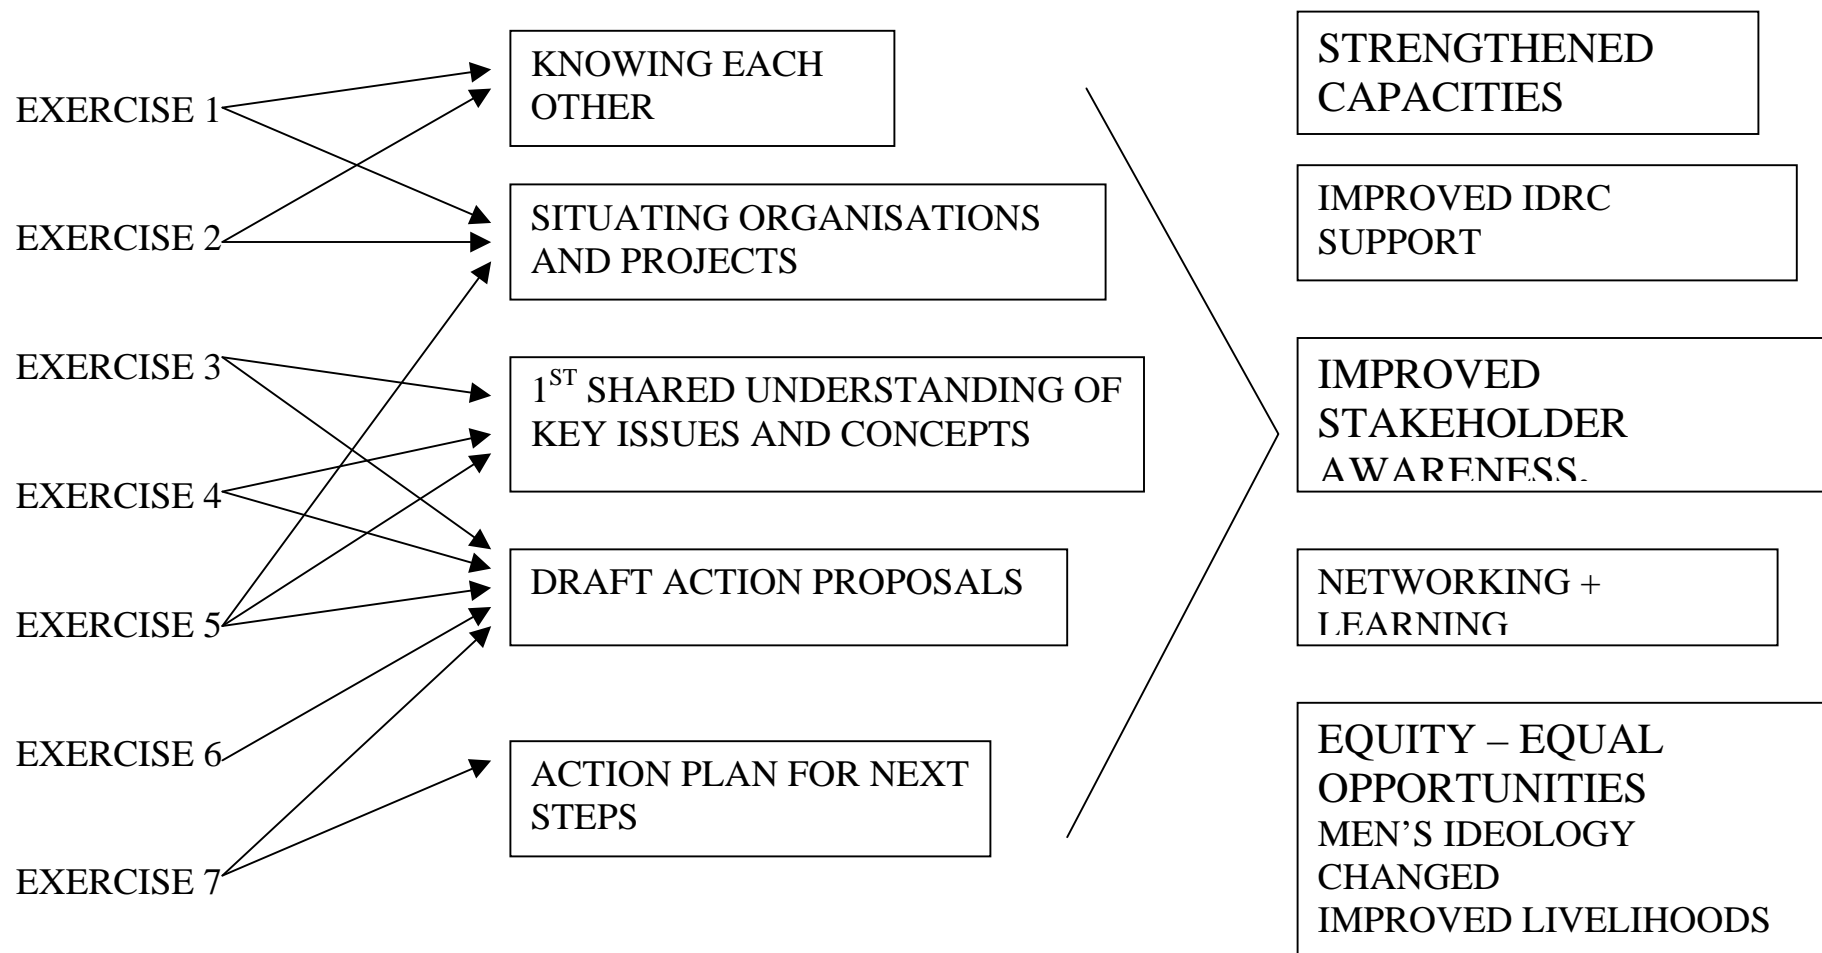 EXERCISE 1
EXERCISE 2
EXERCISE 3
EXERCISE 4
EXERCISE 5
EXERCISE 6
EXERCISE 7
KNOWING EACH
OTHER
SITUATING ORGANISATIONS
AND PROJECTS
1ST SHARED UNDERSTANDING OF
KEY ISSUES AND CONCEPTS
DRAFT ACTION PROPOSALS
ACTION PLAN FOR NEXT
STEPS
STRENGTHENED
CAPACITIES
IMPROVED IDRC
SUPPORT
IMPROVED
STAKEHOLDER
AWARENESS.
NETWORKING +
LEARNING
EQUITY – EQUAL
OPPORTUNITIES
MEN’S IDEOLOGY
CHANGED
IMPROVED LIVELIHOODS